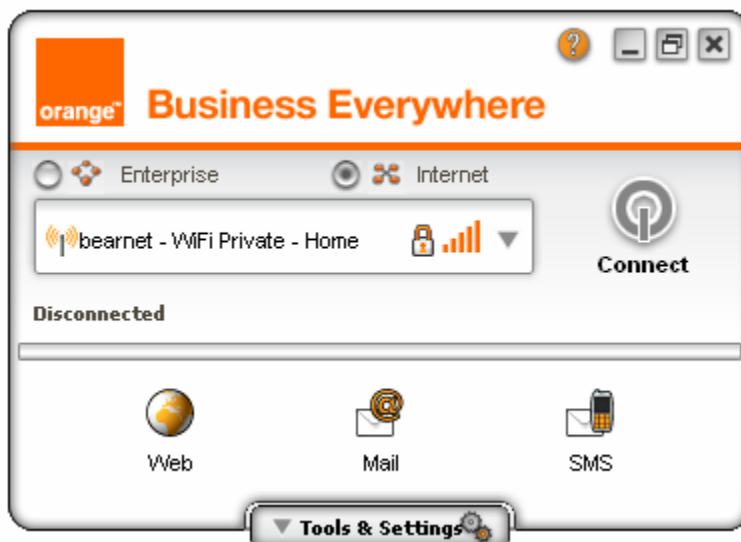 ?
orange™
Business Everywhere
Enterprise
Internet
bearnet - WiFi Private - Home
Connect
Disconnected
@
Web
Mail
SMS
Tools & Settings